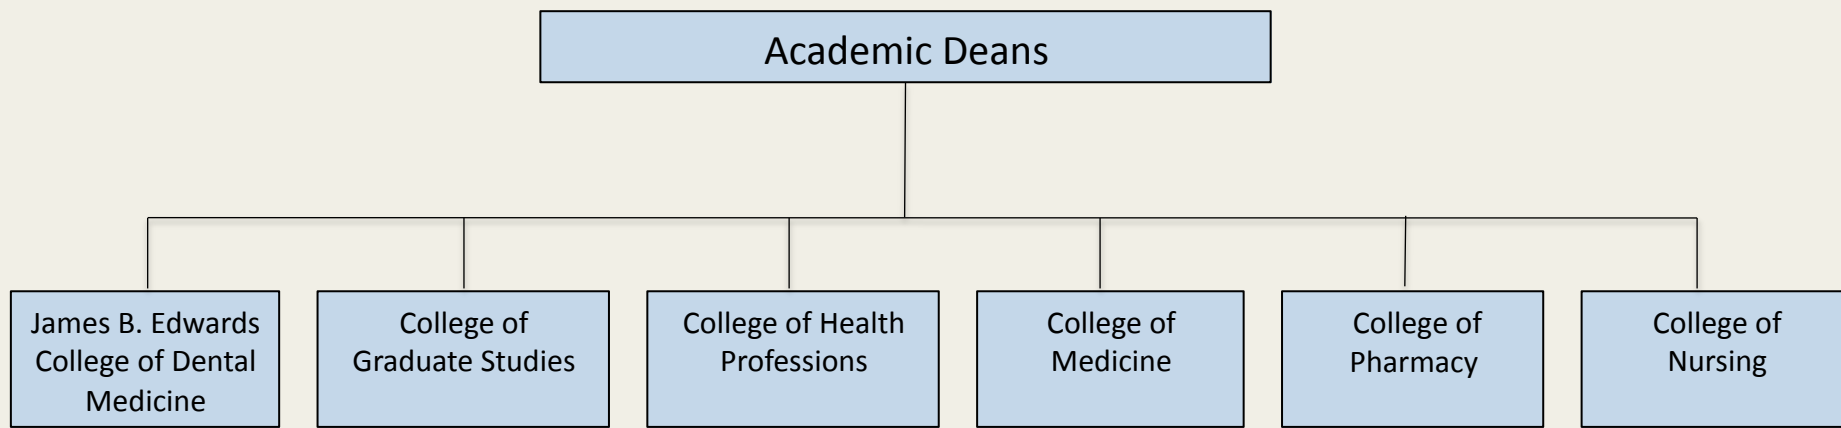 Academic Deans
James B. Edwards
College of Dental
Medicine
College of
Graduate Studies
College of Health
Professions
College of
Medicine
College of
Pharmacy
College of
Nursing